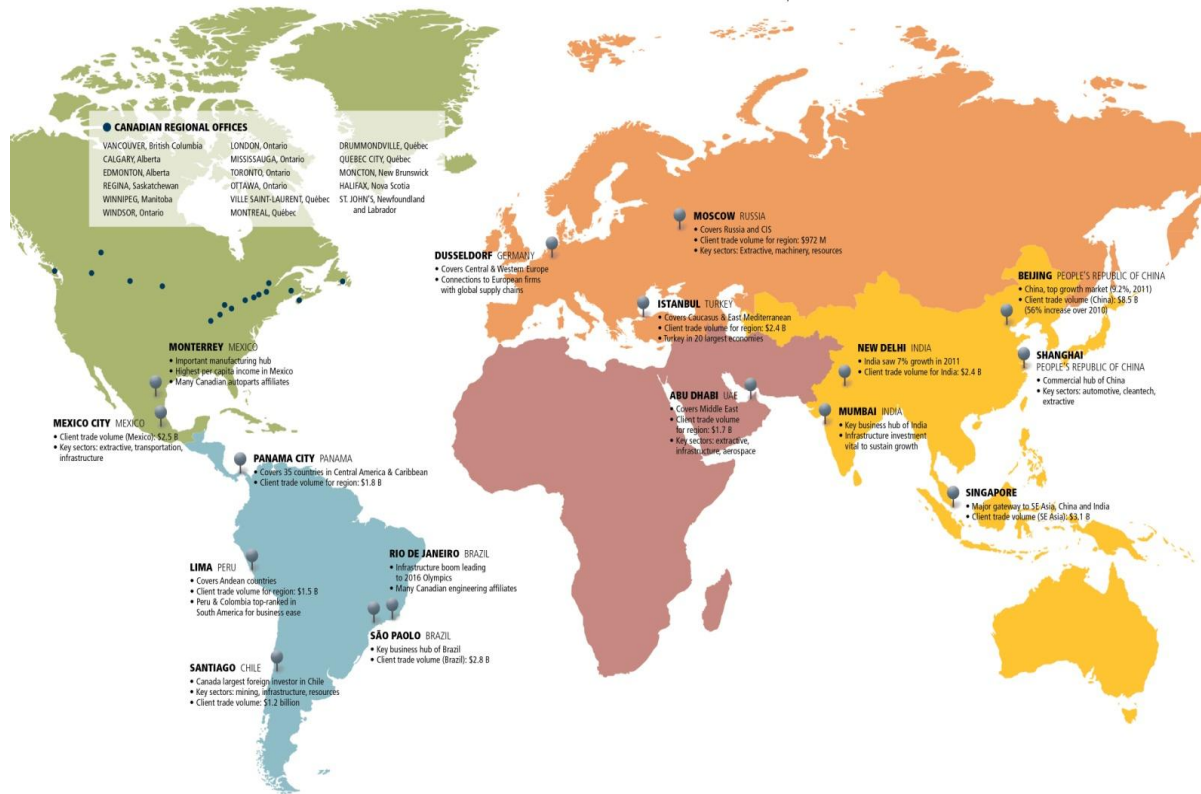 CANADIAN REGIONAL OFFICES
VANCOUVER, British Columbia
CALGARY, Alberta
EDMONTON, Alberta
REGINA, Saskatchewan
WINNIPEG, Manitoba
WINDSOR, Ontario
LONDON, Ontario
MISSISSAUGA, Ontario
TORONTO, Ontario
OTTAWA, Ontario
VILLE SAINT-LAURENT, Québec
MONTREAL, Québec
DRUMMONDVILLE, Québec
QUEBEC CITY, Québec
MONCTON, New Brunswick
HALIFAX, Nova Scotia
ST. JOHN'S, Newfoundland
and Labrador
MONTERREY MEXICO
• Important manufacturing hub
• Highest per capita income in Mexico
• Many Canadian autoparts affiliates
MEXICO CITY MEXICO
• Client trade volume (Mexico): $2.5 B
• Key sectors: extractive, transportation,
infrastructure
PANAMA CITY PANAMA
• Covers 35 countries in Central America & Caribbean
• Client trade volume for region: $1.8 B
LIMA PERU
• Covers Andean countries
• Client trade volume for region: $1.5 B
• Peru & Colombia top-ranked in
South America for business ease
RIO DE JANEIRO BRAZIL
• Infrastructure boom leading
to 2016 Olympics
• Many Canadian engineering affiliates
SÃO PAOLO BRAZIL
• Key business hub of Brazil
• Client trade volume (Brazil): $2.8 B
SANTIAGO CHILE
• Canada largest foreign investor in Chile
• Key sectors: mining, infrastructure, resources
• Client trade volume: $1.2 billion
DUSSELDORF GERMANY
• Covers Central & Western Europe
• Connections to European firms
with global supply chains
MOSCOW RUSSIA
• Covers Russia and CIS
• Client trade volume for region: $972 M
• Key sectors: Extractive, machinery, resources
ISTANBUL TURKEY
• Covers Caucasus & East Mediterranean
• Client trade volume for region: $2.4 B
• Turkey in 20 largest economies
ABU DHABI UAE
• Covers Middle East
• Client trade volume
for region: $1.7 B
• Key sectors: extractive,
infrastructure, aerospace
BEIJING PEOPLE'S REPUBLIC OF CHINA
• China, top growth market (9.2%, 2011)
• Client trade volume (China): $8.5 B
(56% increase over 2010)
NEW DELHI INDIA
• India saw 7% growth in 2011
• Client trade volume for India: $2.4 B
SHANGHAI
PEOPLE'S REPUBLIC OF CHINA
• Commercial hub of China
• Key sectors: automotive, cleantech,
extractive
MUMBAI INDIA
• Key business hub of India
• Infrastructure investment
vital to sustain growth
SINGAPORE
• Major gateway to SE Asia, China and India
• Client trade volume (SE Asia): $3.1 B